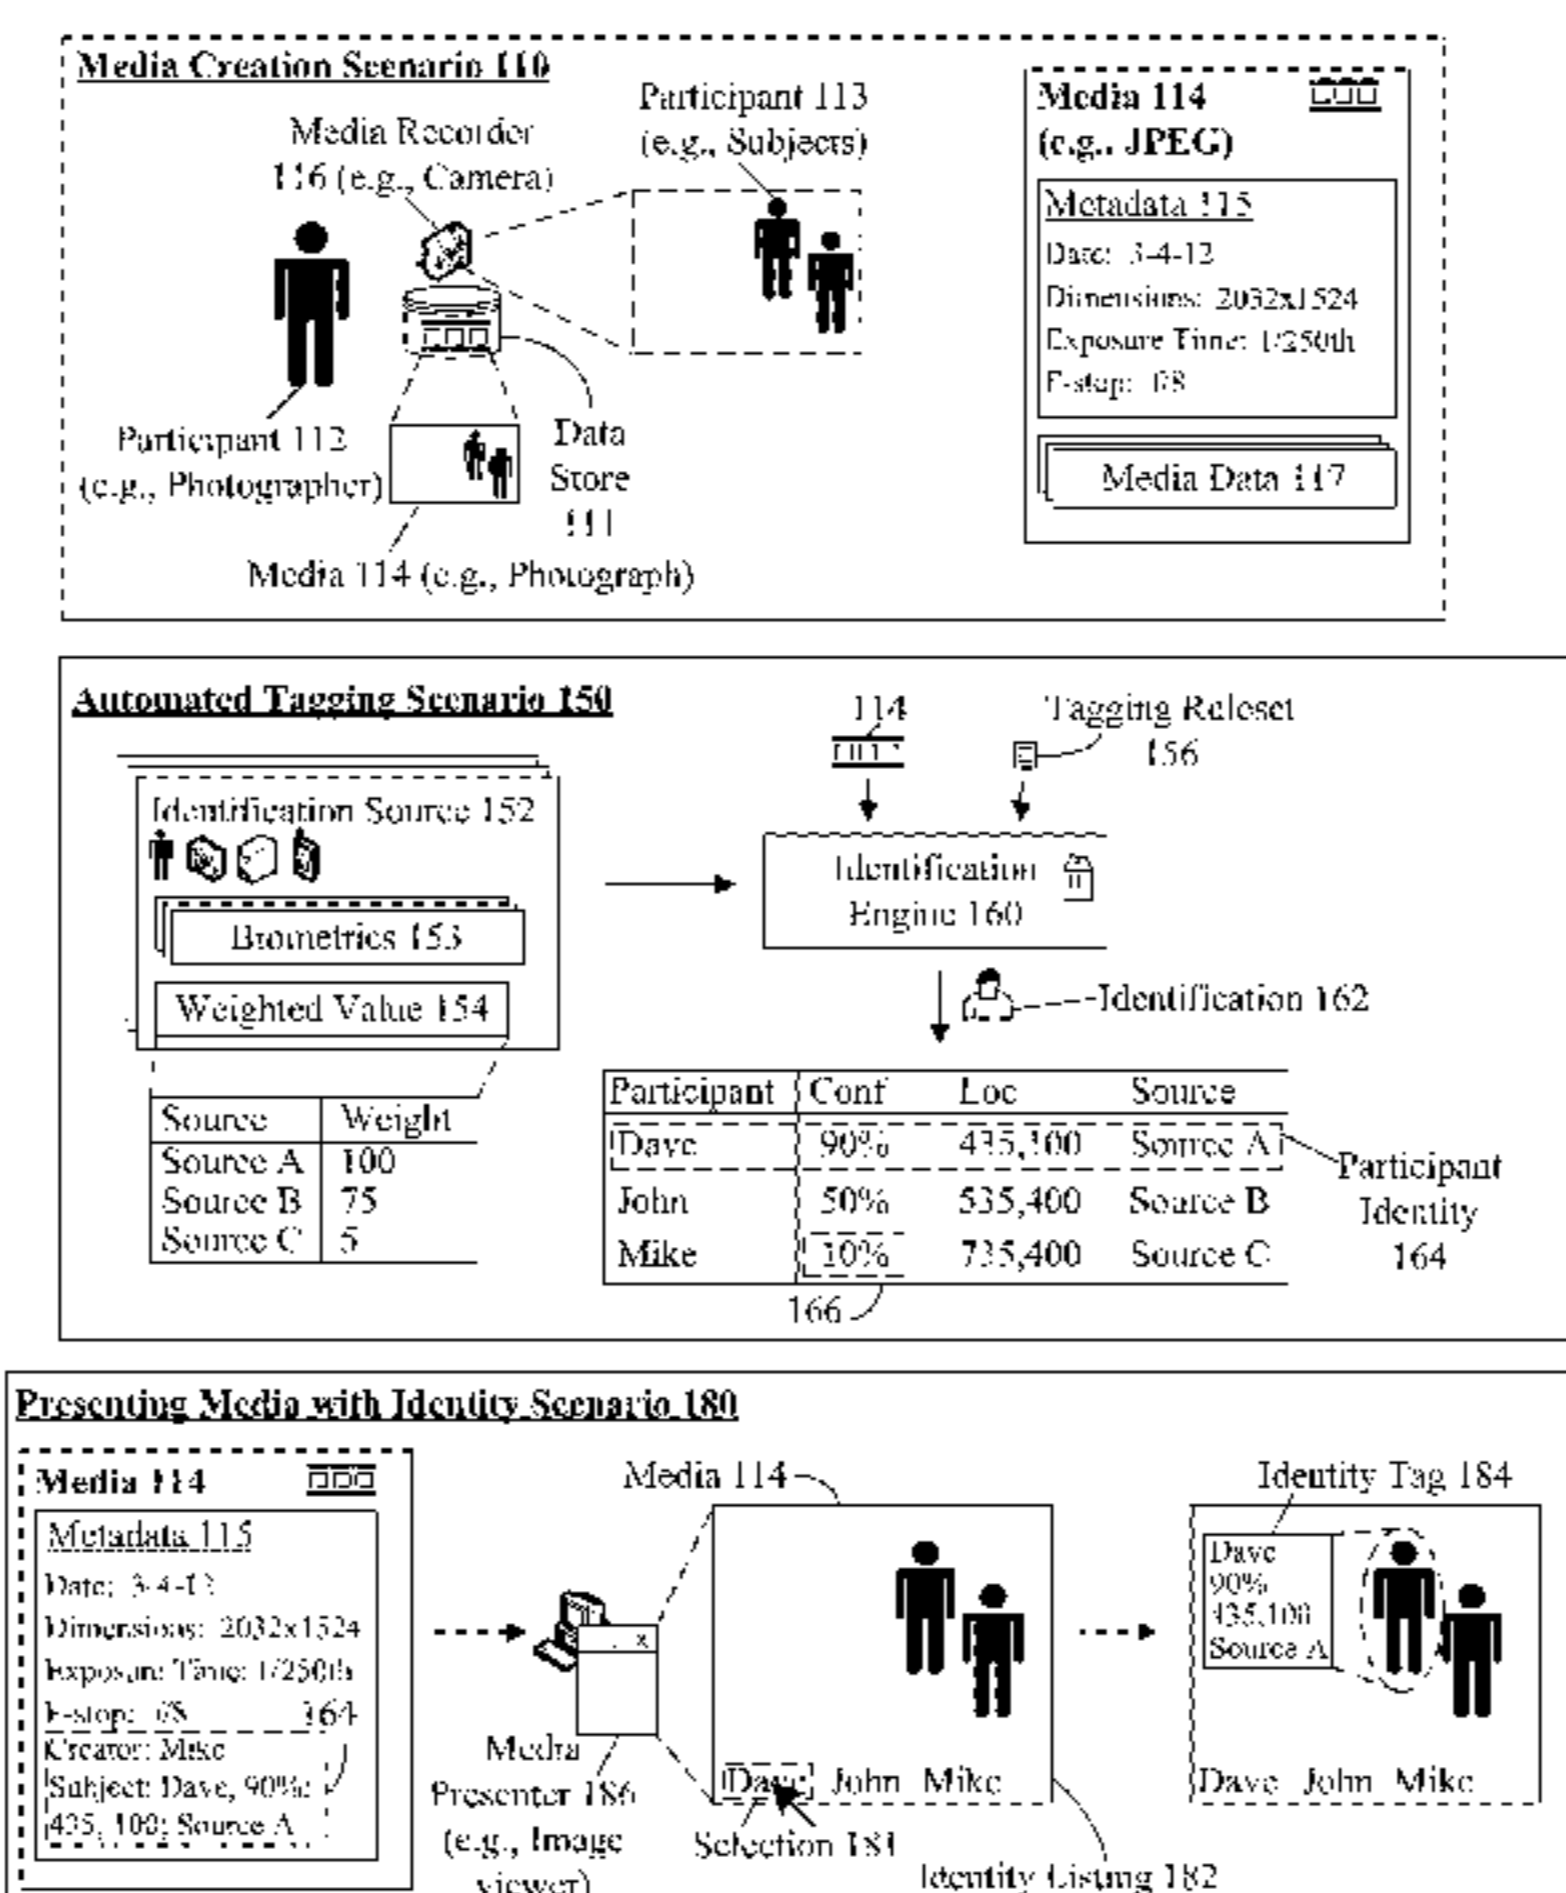 Media Creation Scenario 110
Media Recorder
116 (e.g., Camera)
Participant 113
(e.g., Subjects)
Participant 112
(e.g., Photographer)
Data
Store
111
Media 114 (e.g., Photograph)
Media 114
(e.g., JPEG)
Metadata 115
Date: 3-4-12
Dimensions: 2032x1524
Exposure Time: 1/250th
F-stop: f/8
Media Data 117
Automated Tagging Scenario 150
Identification Source 152
Biometrics 153
Weighted Value 154
Source Weight
Source A 100
Source B 75
Source C 5
114
Tagging Ruleset
156
Identification
Engine 160
Identification 162
Participant Conf Loc Source
Dave 90% 435,100 Source A
John 50% 535,400 Source B
Mike 10% 735,400 Source C
166
Participant
Identity
164
Presenting Media with Identity Scenario 180
Media 114
Metadata 115
Date: 3-4-12
Dimensions: 2032x1524
Exposure Time: 1/250th
F-stop: f/8
164
Creator: Mike
Subject: Dave, 90%;
435, 100; Source A
Media
Presenter 186
(e.g., Image
viewer)
Media 114
Dave John Mike
Selection 181
Identity Listing 182
Identity Tag 184
Dave
90%
435,100
Source A
Dave John Mike